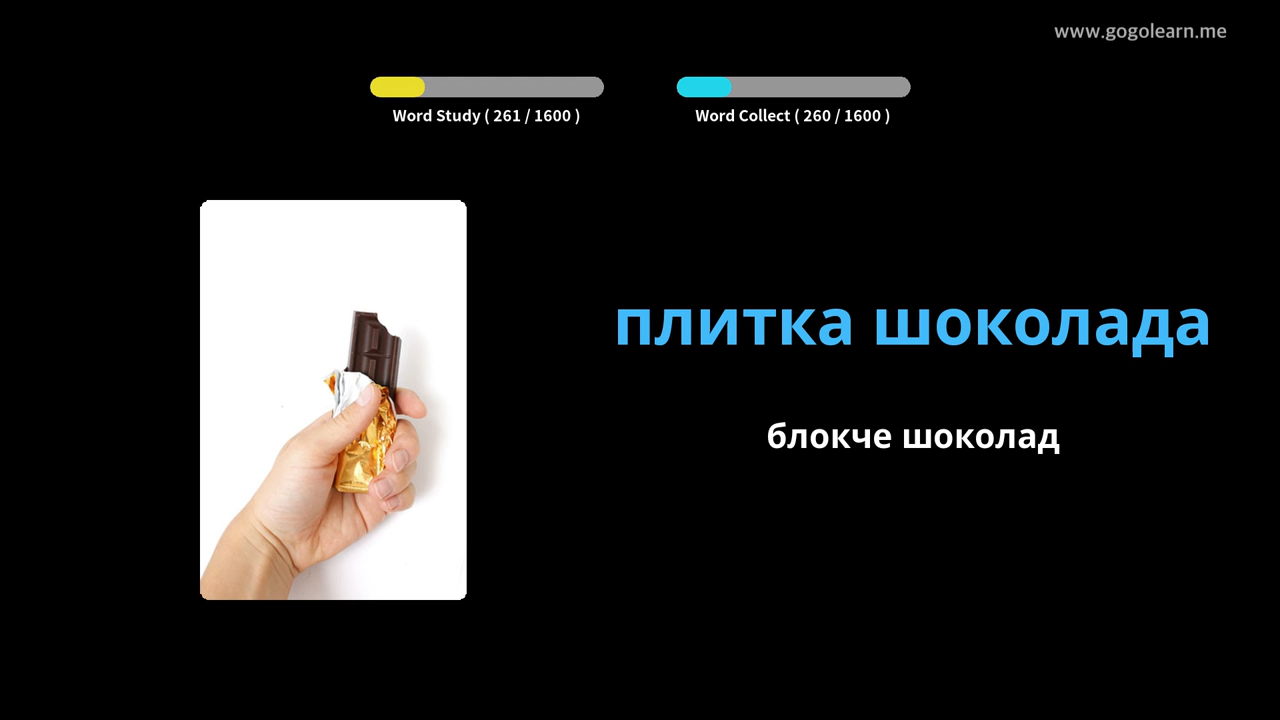 www.gogolearn.me
Word Study ( 261 / 1600 )
Word Collect ( 260 / 1600 )
плитка шоколада
блокче шоколад